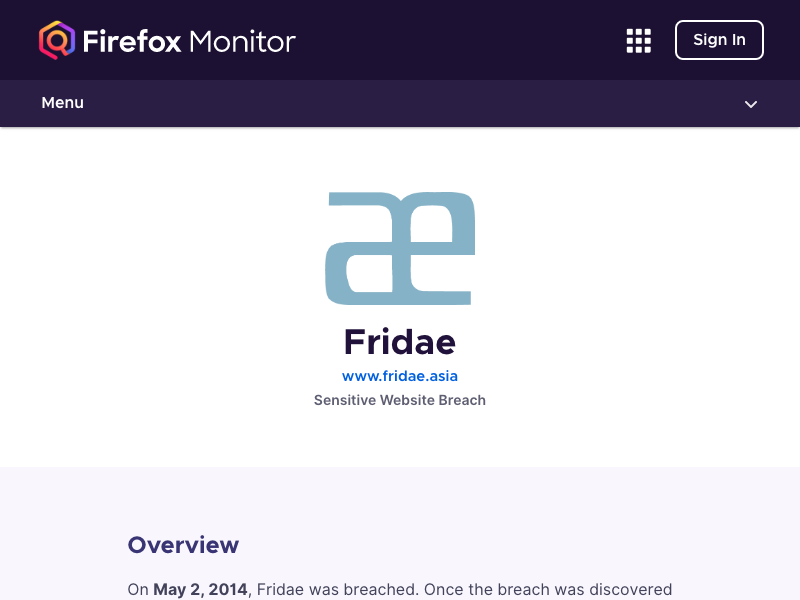 Firefox Monitor
Sign In
Menu
æ
Fridae
www.fridae.asia
Sensitive Website Breach
Overview
On May 2, 2014, Fridae was breached. Once the breach was discovered